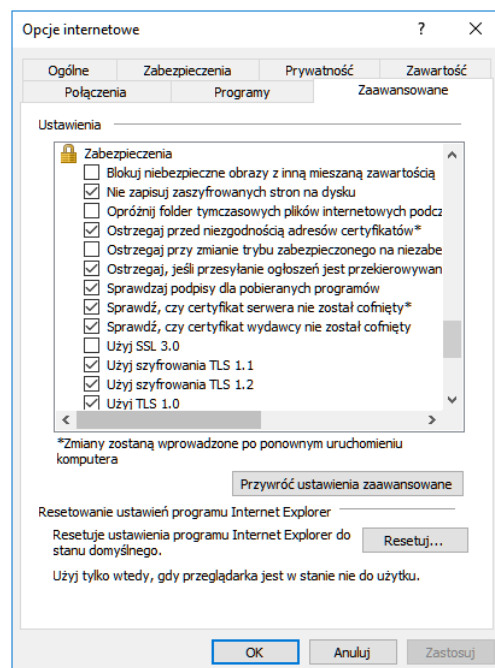 Opcje internetowe
?
Ogólne Zabezpieczenia Prywatność Zawartość
Połączenia Programy Zaawansowane
Ustawienia
Zabezpieczenia
Blokuj niebezpieczne obrazy z inną mieszaną zawartością
Nie zapisuj zaszyfrowanych stron na dysku
Opróżnij folder tymczasowych plików internetowych podcz
Ostrzegaj przed niezgodnością adresów certyfikatów*
Ostrzegaj przy zmianie trybu zabezpieczonego na niezabe
Ostrzegaj, jeśli przesyłanie ogłoszeń jest przekierowywan
Sprawdzaj podpisy dla pobieranych programów
Sprawdź, czy certyfikat serwera nie został cofnięty*
Sprawdź, czy certyfikat wydawcy nie został cofnięty
Użyj SSL 3.0
Użyj szyfrowania TLS 1.1
Użyj szyfrowania TLS 1.2
Użyj TLS 1.0
*Zmiany zostaną wprowadzone po ponownym uruchomieniu
komputera
Przywróć ustawienia zaawansowane
Resetowanie ustawień programu Internet Explorer
Resetuje ustawienia programu Internet Explorer do
stanu domyślnego.
Resetuj...
Użyj tylko wtedy, gdy przeglądarka jest w stanie nie do użytku.
OK Anuluj Zastosuj